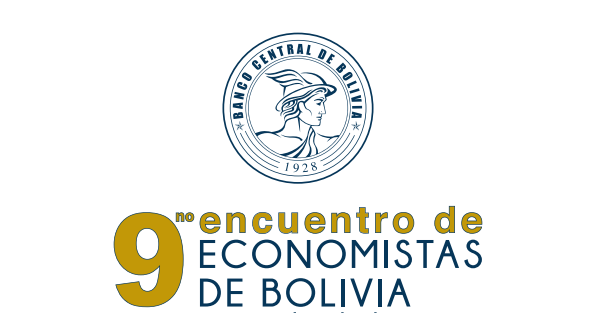 BANCO CENTRAL DE BOLIVIA
1928
9no encuentro de
ECONOMISTAS
DE BOLIVIA